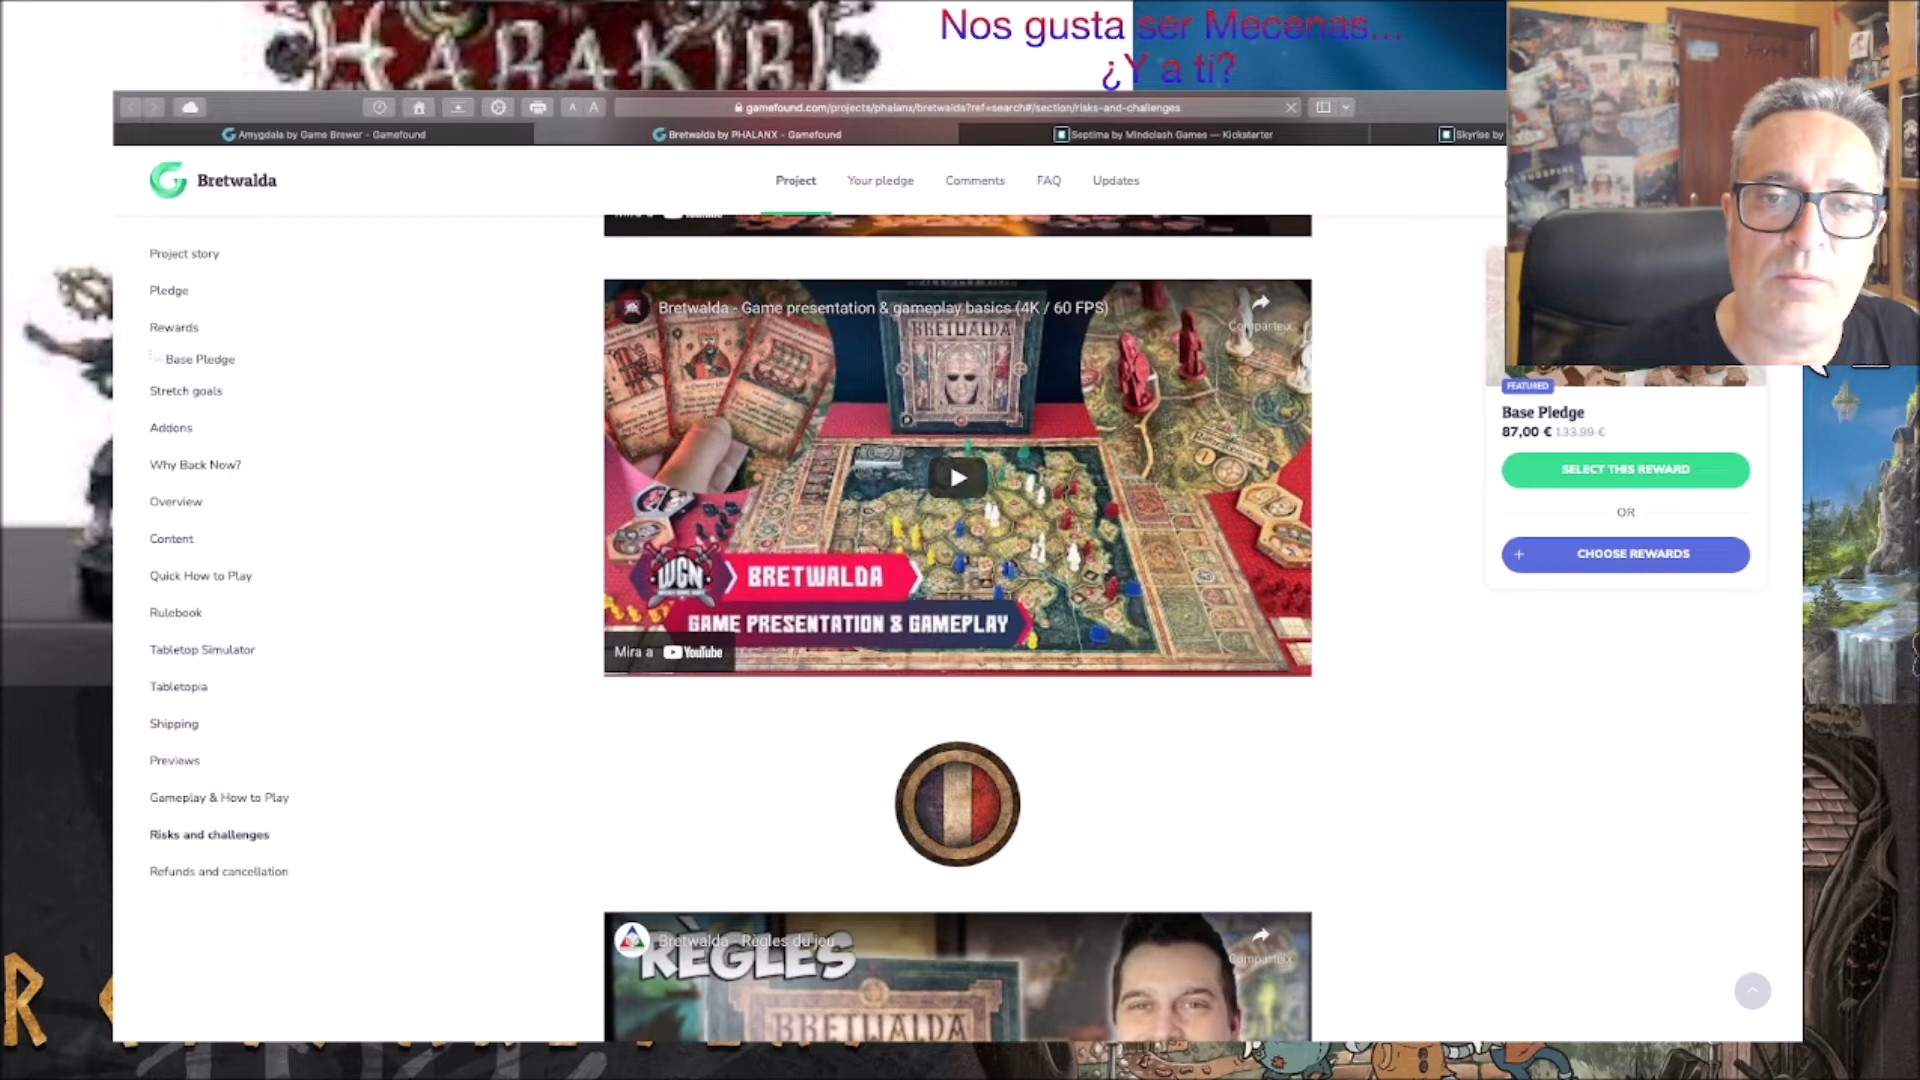 HARAKIRI
Nos gusta ser Mecenas...
¿Y a ti?
gamefound.com/projects/phalanx/bretwalda?ref=search#/section/risks-and-challenges
A A
Amygdala by Game Brewer - Gamefound
Bretwalda by PHALANX - Gamefound
Septima by Mindclash Games — Kickstarter
Skyrise by
Bretwalda
Project
Your pledge
Comments
FAQ
Updates
Project story
Pledge
Rewards
Base Pledge
Stretch goals
Addons
Why Back Now?
Overview
Content
Quick How to Play
Rulebook
Tabletop Simulator
Tabletopia
Shipping
Previews
Gameplay & How to Play
Risks and challenges
Refunds and cancellation
Bretwalda - Game presentation & gameplay basics (4K / 60 FPS)
Comparteix
BRETWALDA
WGN
BRETWALDA
GAME PRESENTATION & GAMEPLAY
Mira a YouTube
Bretwalda - Règles du jeu
RÈGLES
Comparteix
BRETWALDA
FEATURED
Base Pledge
87,00 € 133,99 €
SELECT THIS REWARD
OR
+ CHOOSE REWARDS